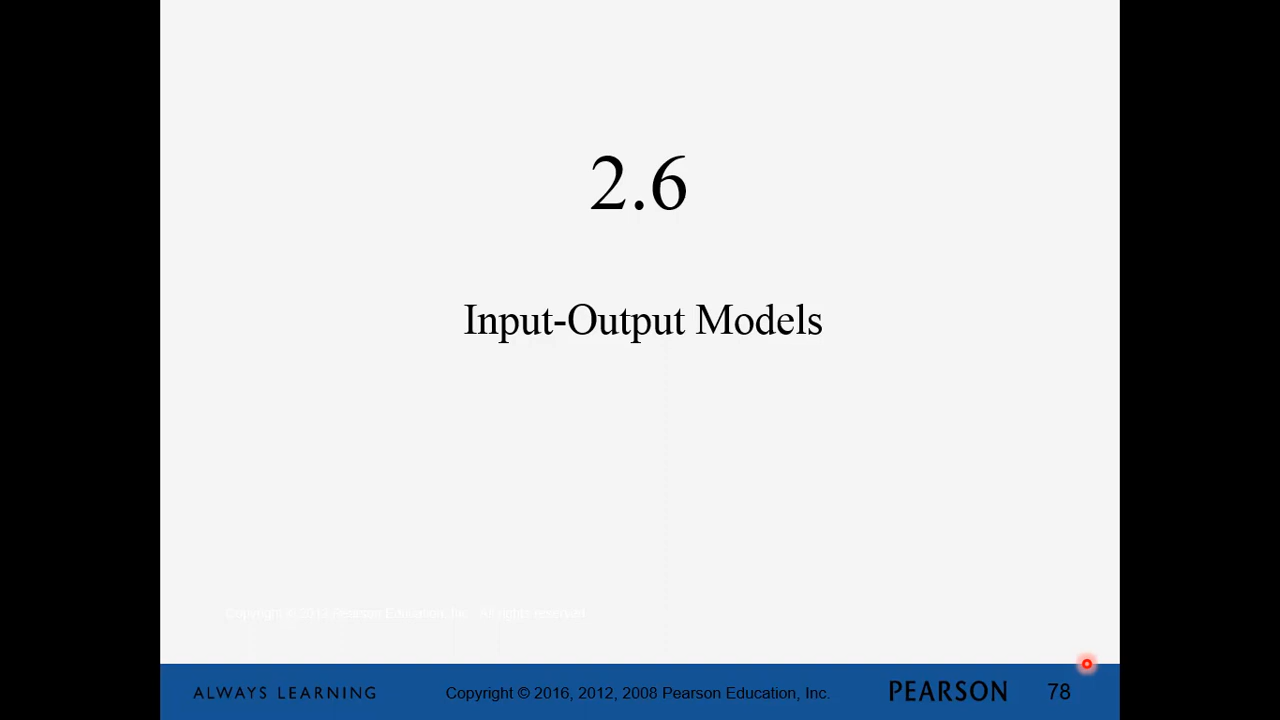 2.6
Input-Output Models
Copyright © 2016, 2012, 2008 Pearson Education, Inc.
ALWAYS LEARNING
PEARSON
78